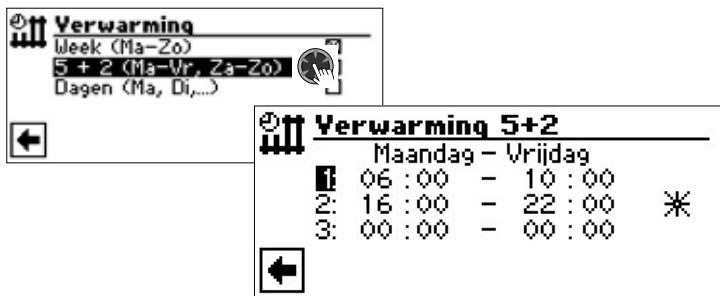 Verwarming
Week (Ma-Zo)
5 + 2 (Ma-Vr, Za-Zo)
Dagen (Ma, Di,...)
Verwarming 5+2
Maandag - Vrijdag
1: 06 : 00 - 10 : 00
2: 16 : 00 - 22 : 00
3: 00 : 00 - 00 : 00